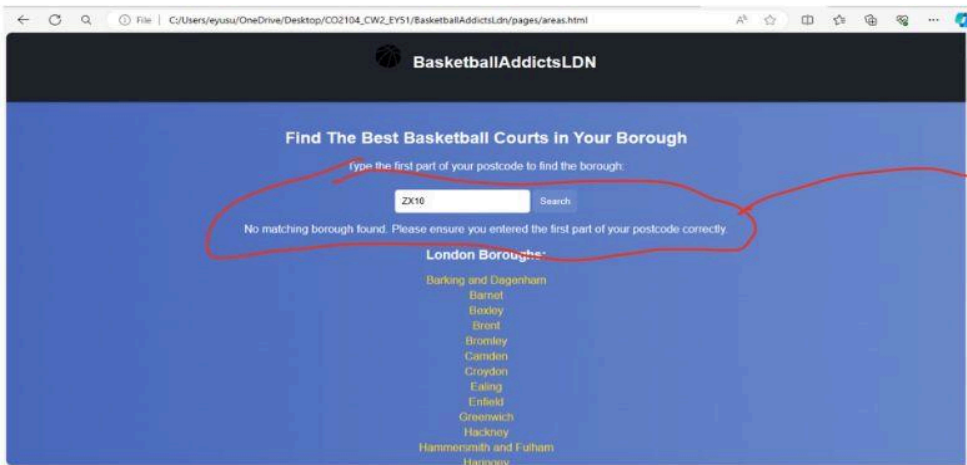 File | C:/Users/eyusu/OneDrive/Desktop/CO2104_CW2_EYS1/BasketballAddictsLdn/pages/areas.html
BasketballAddictsLDN
Find The Best Basketball Courts in Your Borough
Type the first part of your postcode to find the borough:
ZX10 Search
No matching borough found. Please ensure you entered the first part of your postcode correctly.
London Boroughs:
Barking and Dagenham
Barnet
Bexley
Brent
Bromley
Camden
Croydon
Ealing
Enfield
Greenwich
Hackney
Hammersmith and Fulham
Haringey